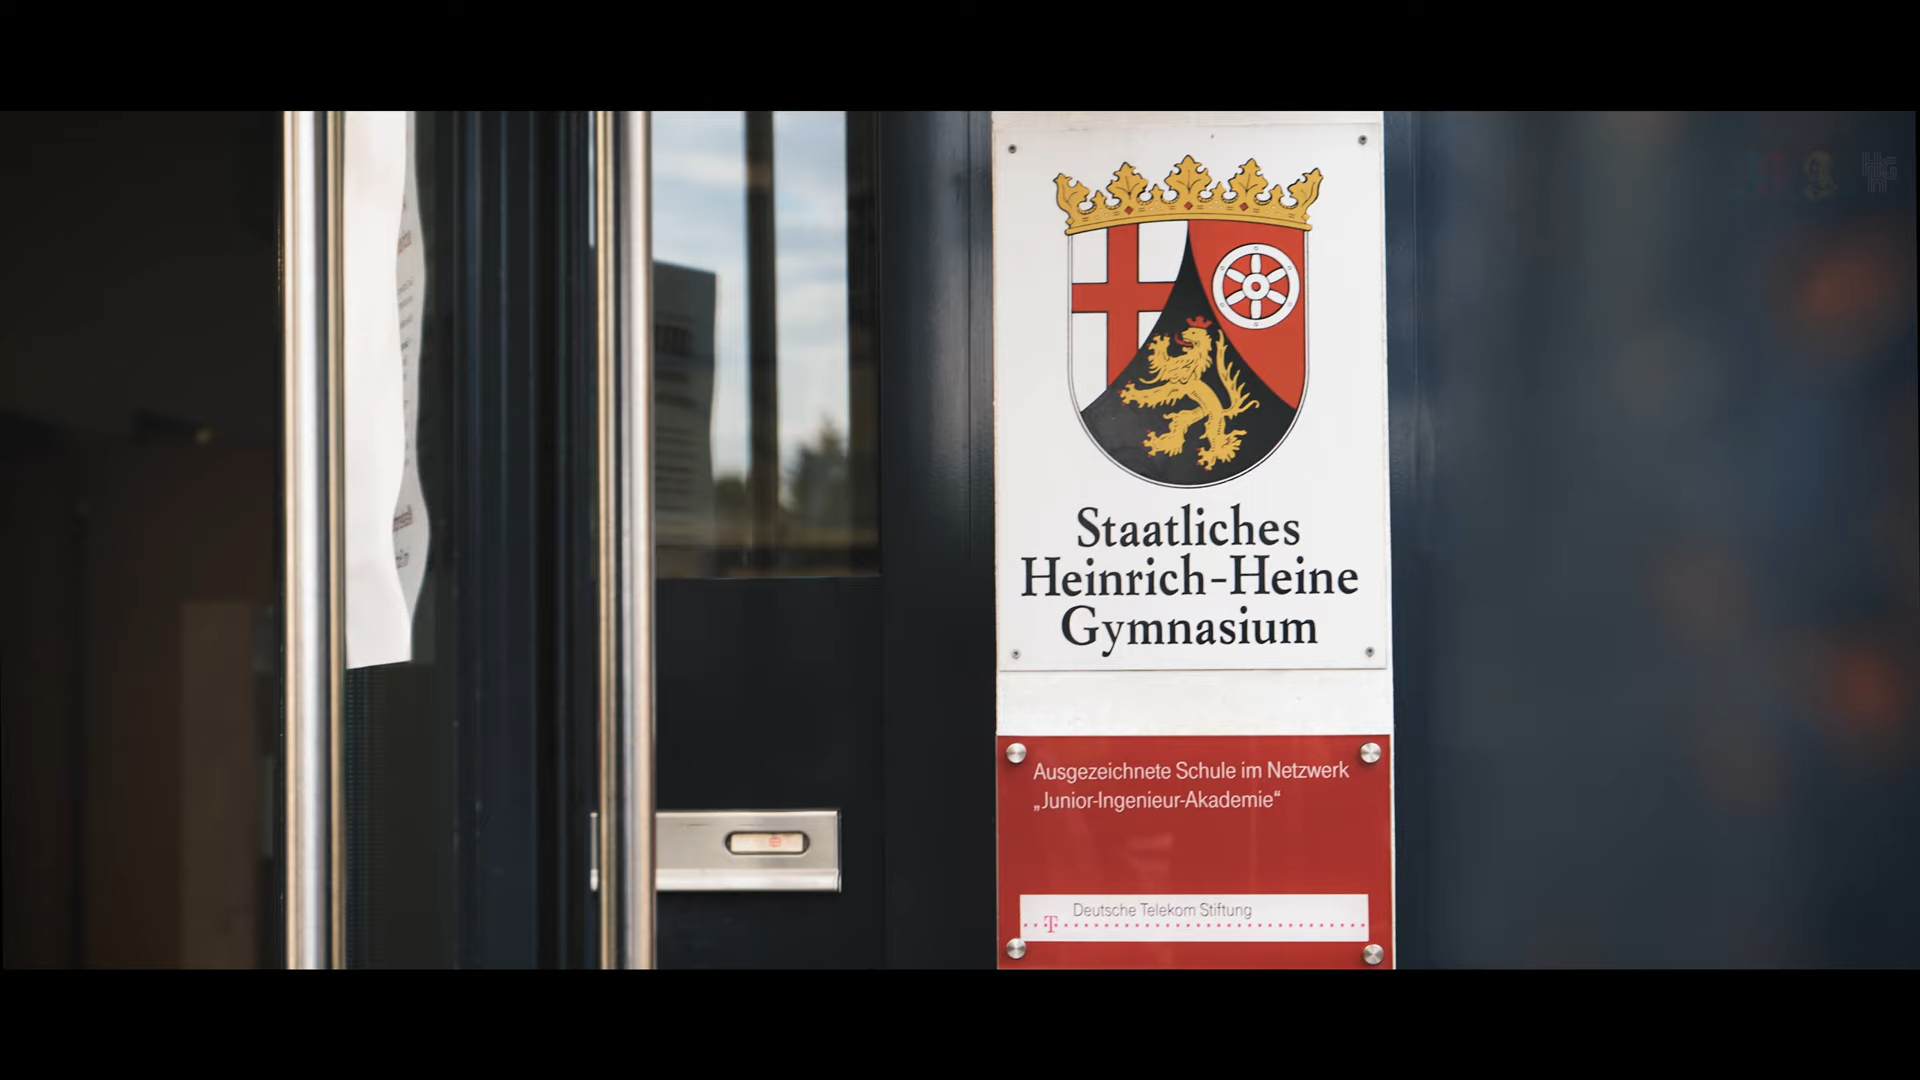 Staatliches
Heinrich-Heine
Gymnasium
Ausgezeichnete Schule im Netzwerk
„Junior-Ingenieur-Akademie“
Deutsche Telekom Stiftung
T